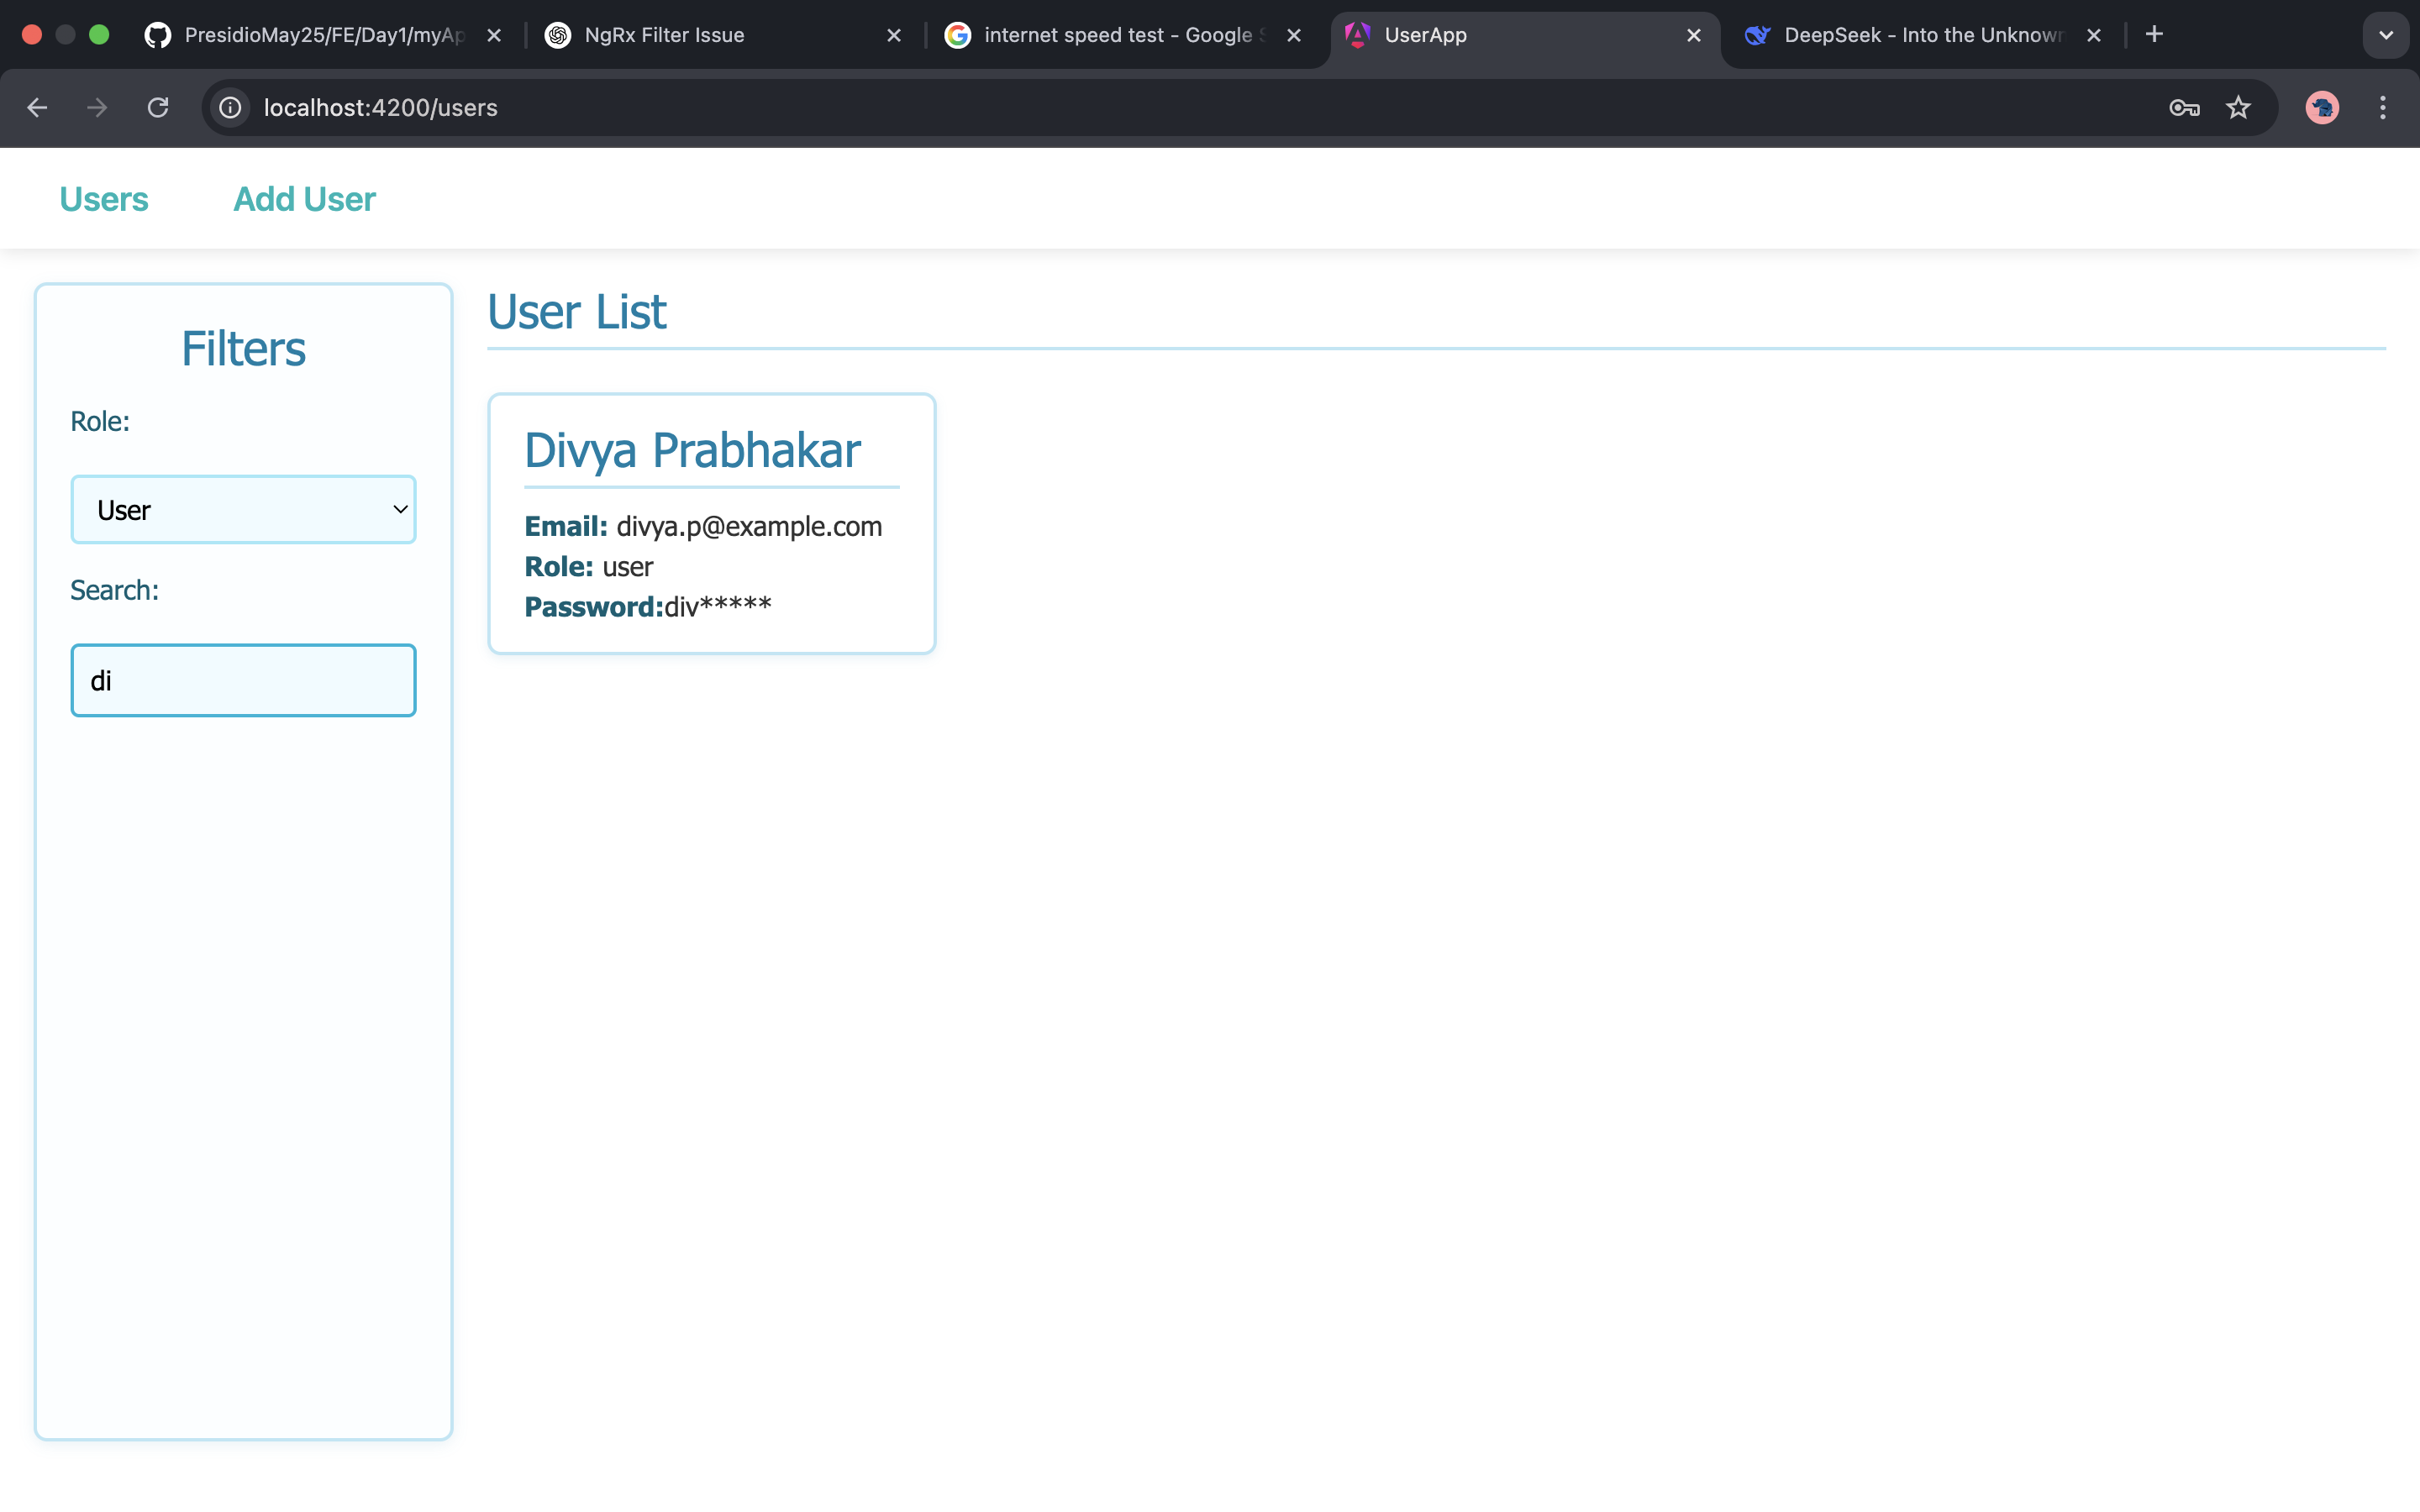 PresidioMay25/FE/Day1/myAp
NgRx Filter Issue
internet speed test - Google
UserApp
DeepSeek - Into the Unknown
localhost:4200/users
Users
Add User
Filters
Role:
User
Search:
di
User List
Divya Prabhakar
Email: divya.p@example.com
Role: user
Password:div*****